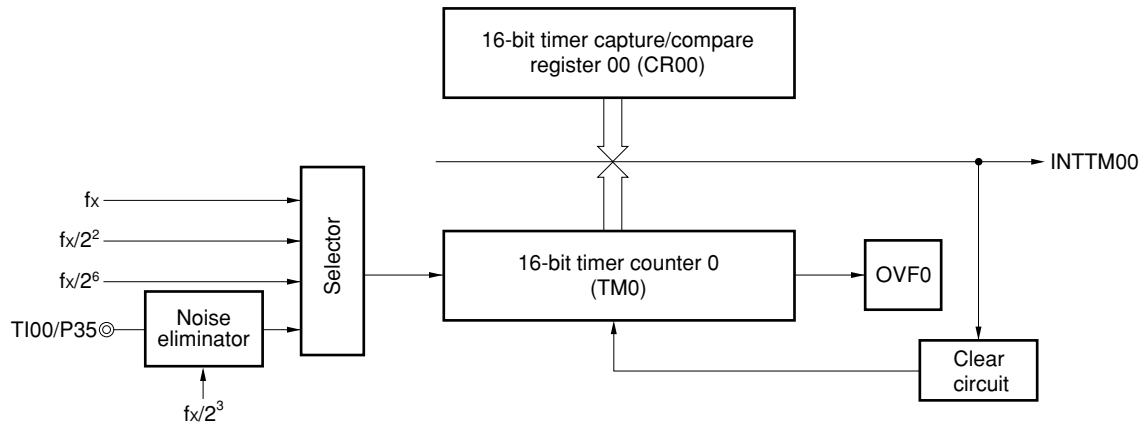 16-bit timer capture/compare
register 00 (CR00)
INTTM00
fx
fx/2²
fx/2⁶
TI00/P35
Noise
eliminator
fx/2³
Selector
16-bit timer counter 0
(TM0)
OVF0
Clear
circuit